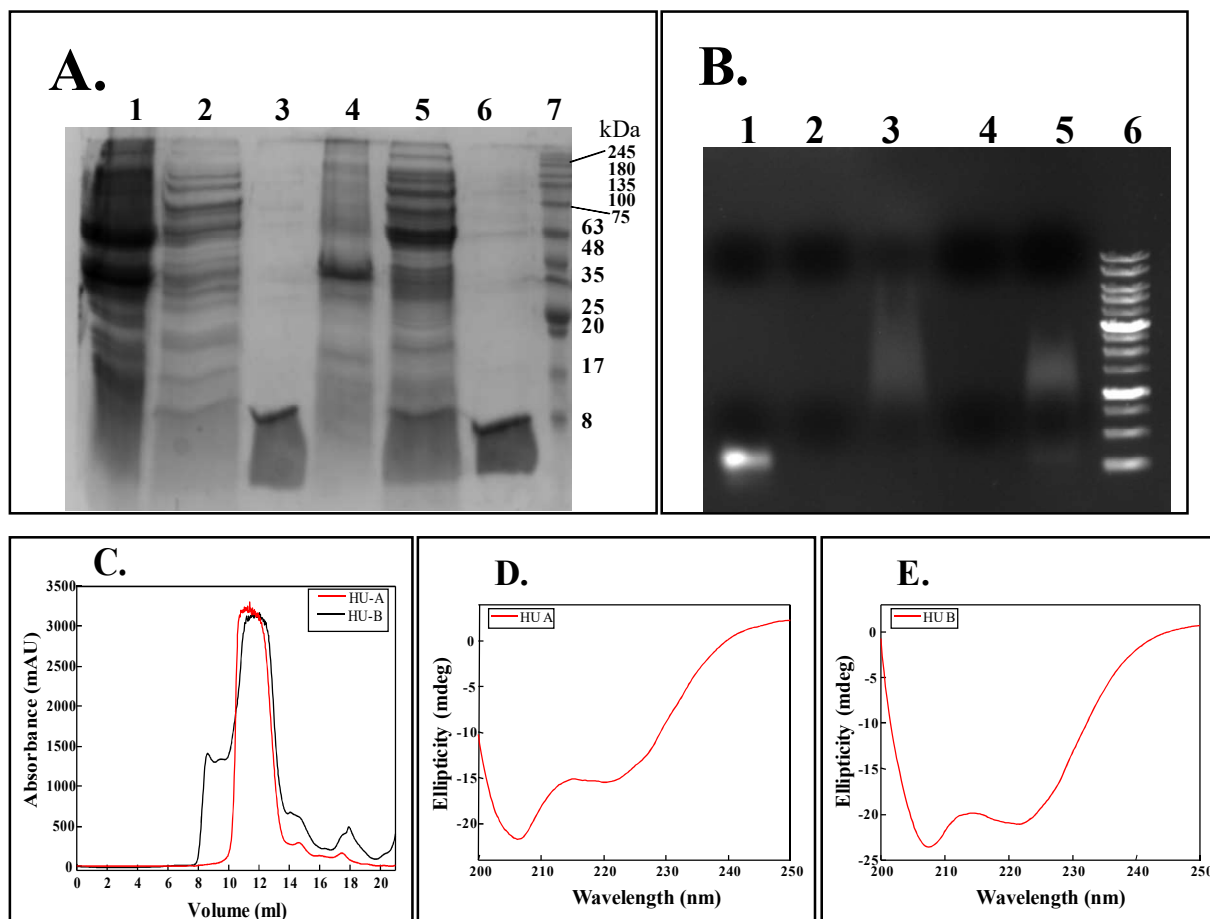 A.
1 2 3 4 5 6 7
kDa
245
180
135
100
75
63
48
35
25
20
17
8
B.
1 2 3 4 5 6
C.
3500
3000
2500
2000
1500
1000
500
0
Absorbance (mAU)
HU-A
HU-B
0 2 4 6 8 10 12 14 16 18 20
Volume (ml)
D.
HU A
0
-5
-10
-15
-20
Ellipticity (mdeg)
200 210 220 230 240 250
Wavelength (nm)
E.
HU B
0
-5
-10
-15
-20
-25
Ellipticity (mdeg)
200 210 220 230 240 250
Wavelength (nm)